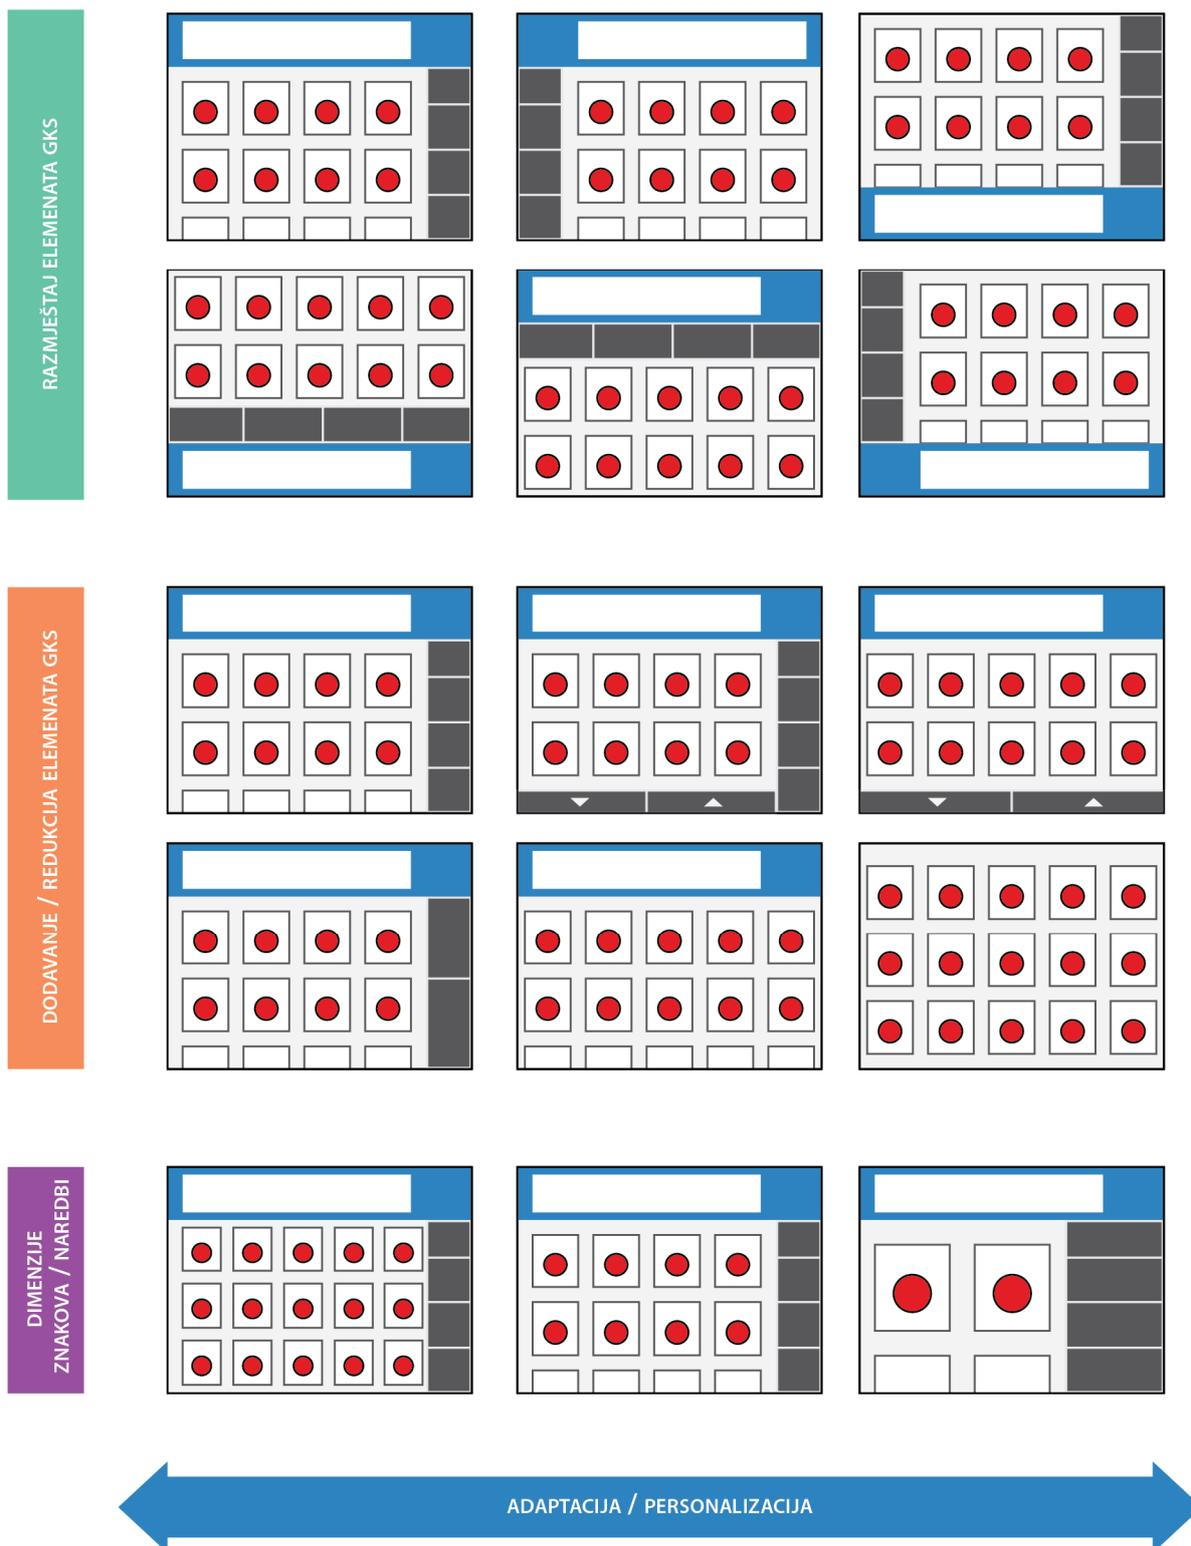 RAZMJEŠTAJ ELEMENATA GKS
DODAVANJE / REDUKCIJA ELEMENATA GKS
DIMENZIJE
ZNAKOVA / NAREDBI
ADAPTACIJA / PERSONALIZACIJA